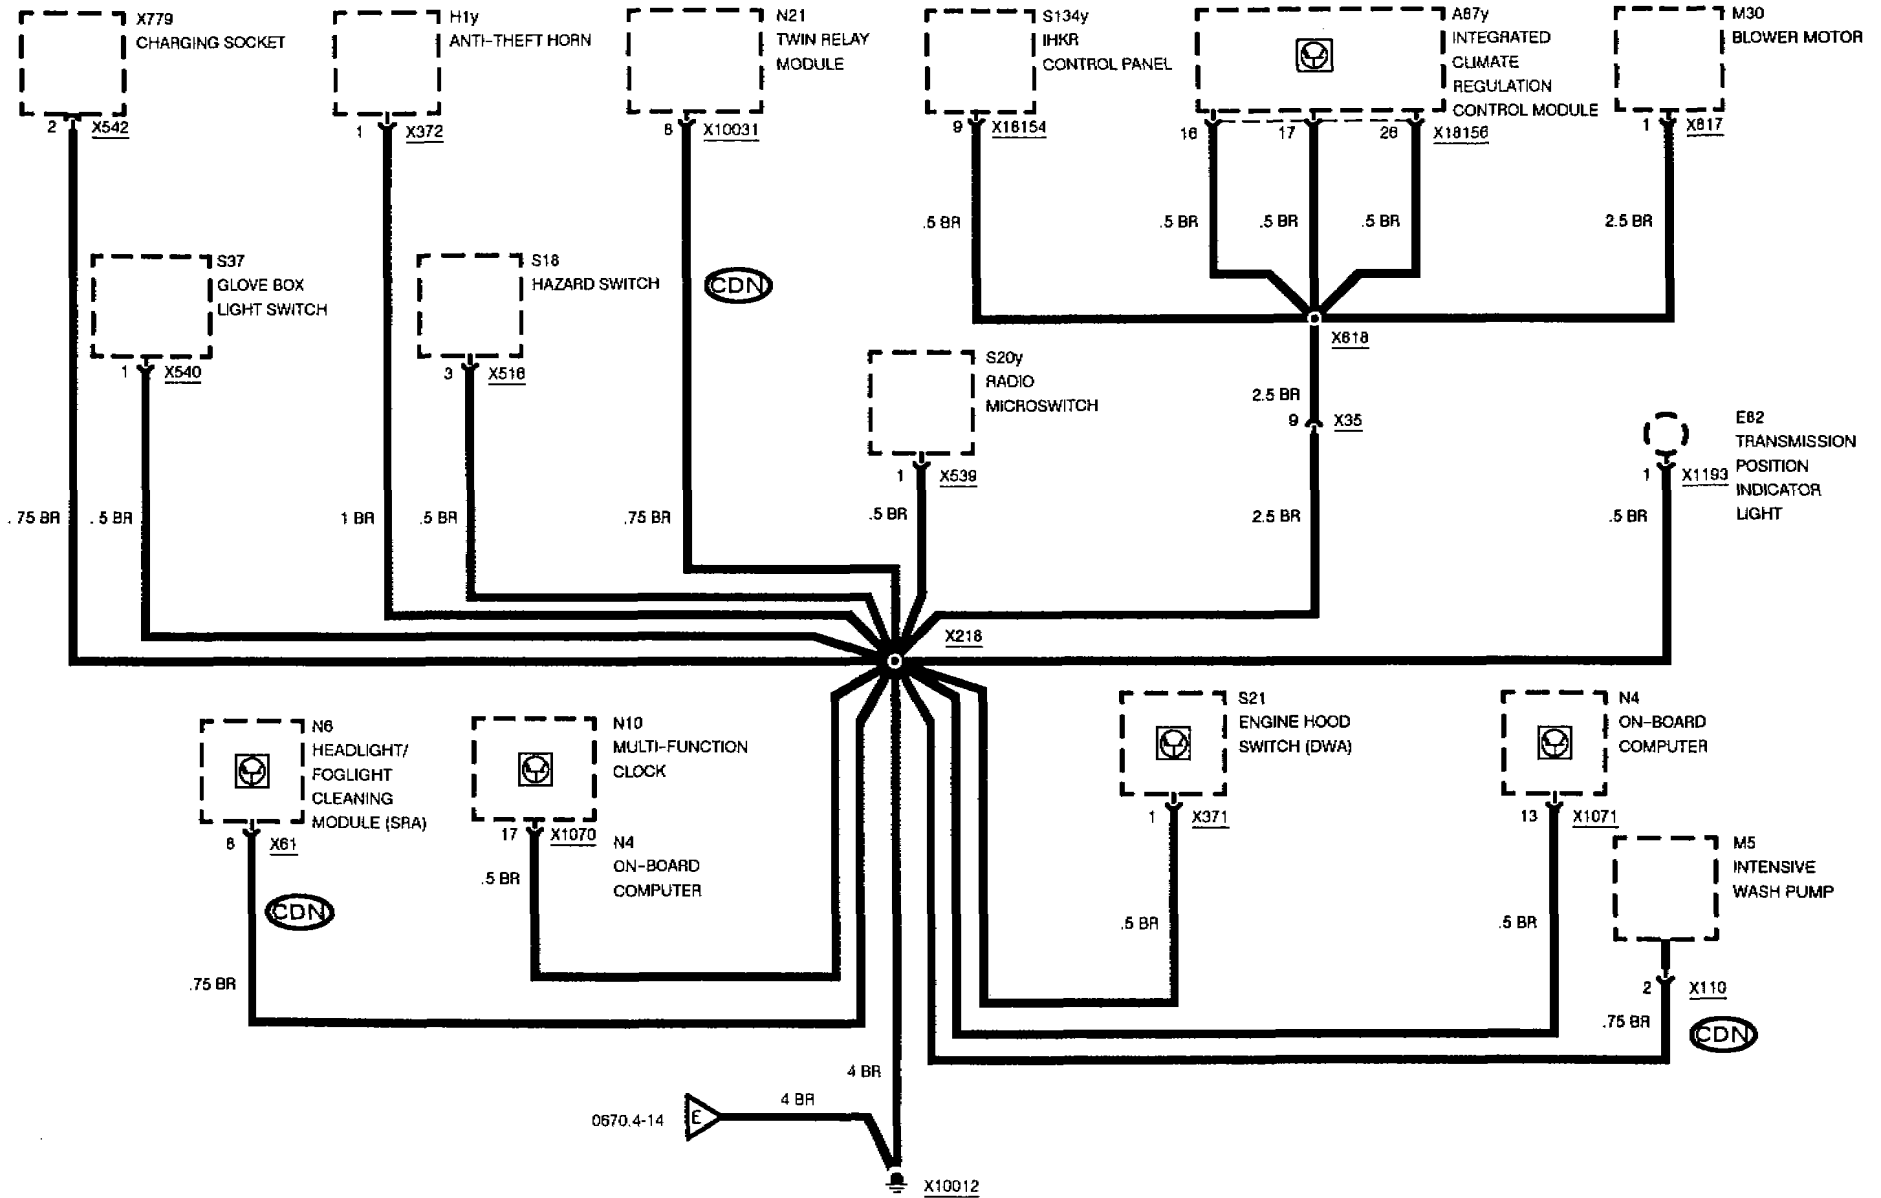 X779
CHARGING SOCKET
2 X542
H1y
ANTI-THEFT HORN
1 X372
N21
TWIN RELAY
MODULE
8 X10031
S134y
IHKR
CONTROL PANEL
9 X18154
A87y
INTEGRATED
CLIMATE
REGULATION
CONTROL MODULE
16 17 26 X18156
M30
BLOWER MOTOR
1 X617
.5 BR
.5 BR
.5 BR
.5 BR
2.5 BR
S37
GLOVE BOX
LIGHT SWITCH
1 X540
S18
HAZARD SWITCH
3 X516
CDN
X618
S20y
RADIO
MICROSWITCH
1 X539
2.5 BR
9 X35
E82
TRANSMISSION
POSITION
INDICATOR
LIGHT
1 X1193
.75 BR
.5 BR
1 BR
.5 BR
.75 BR
.5 BR
2.5 BR
.5 BR
X218
N6
HEADLIGHT/
FOGLIGHT
CLEANING
MODULE (SRA)
8 X61
N10
MULTI-FUNCTION
CLOCK
17 X1070
N4
ON-BOARD
COMPUTER
S21
ENGINE HOOD
SWITCH (DWA)
1 X371
N4
ON-BOARD
COMPUTER
13 X1071
M5
INTENSIVE
WASH PUMP
2 X110
.5 BR
CDN
.75 BR
.5 BR
.5 BR
.75 BR
CDN
4 BR
4 BR
0670.4-14
E
X10012